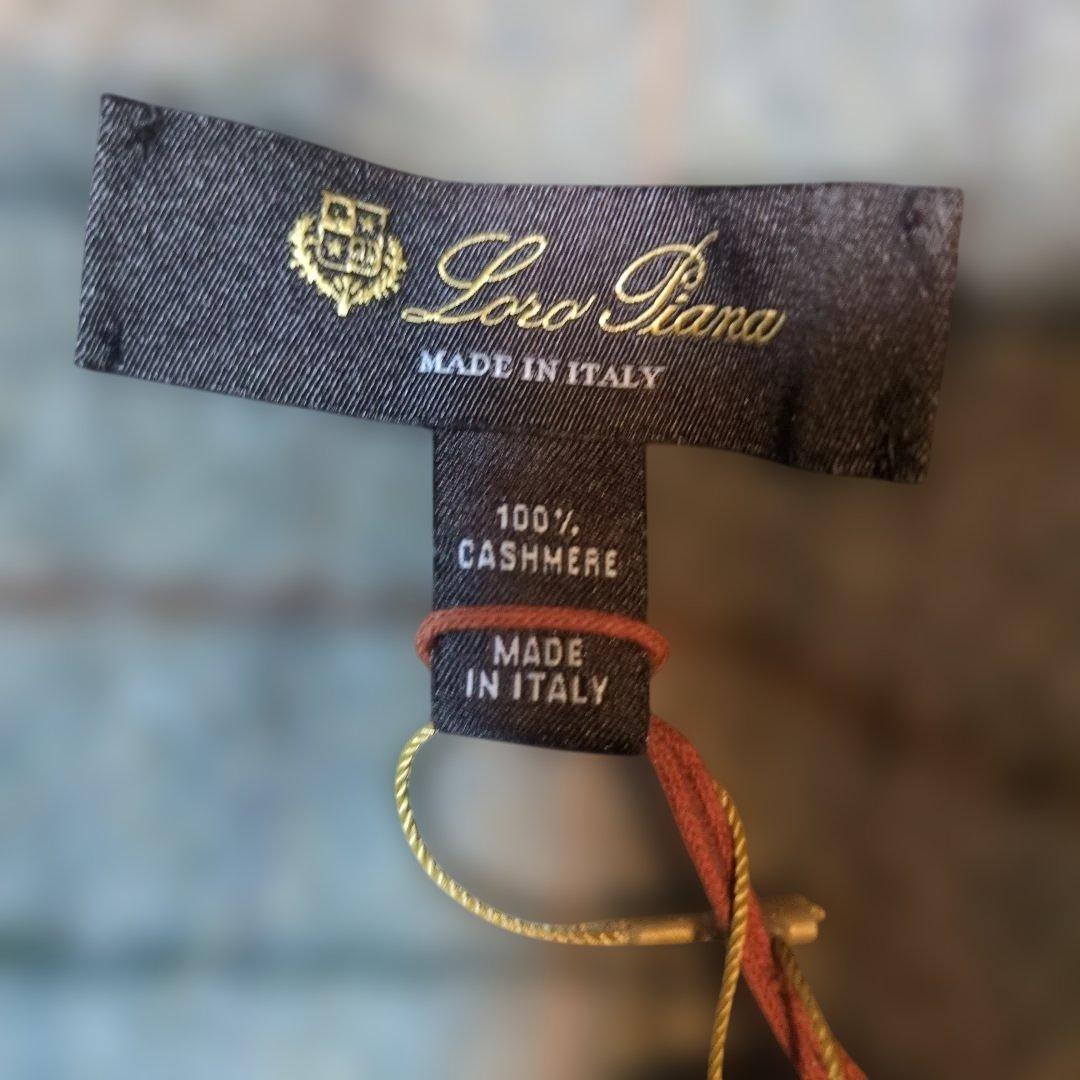 Loro Piana
MADE IN ITALY
100%
CASHMERE
MADE
IN ITALY